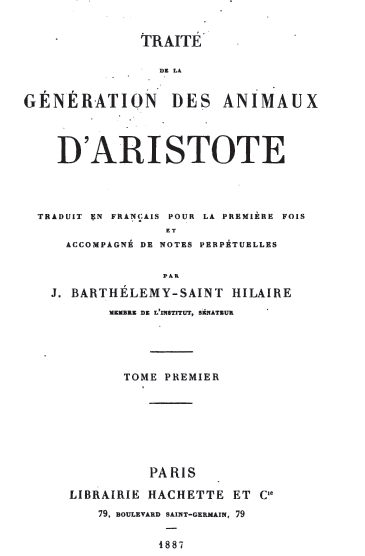 TRAITÉ
DE LA
GÉNÉRATION DES ANIMAUX
D'ARISTOTE
TRADUIT EN FRANÇAIS POUR LA PREMIÈRE FOIS
ET
ACCOMPAGNÉ DE NOTES PERPÉTUELLES
PAR
J. BARTHÉLEMY-SAINT HILAIRE
MEMBRE DE L'INSTITUT, SÉNATEUR
TOME PREMIER
PARIS
LIBRAIRIE HACHETTE ET Cie
79, BOULEVARD SAINT-GERMAIN, 79
1887